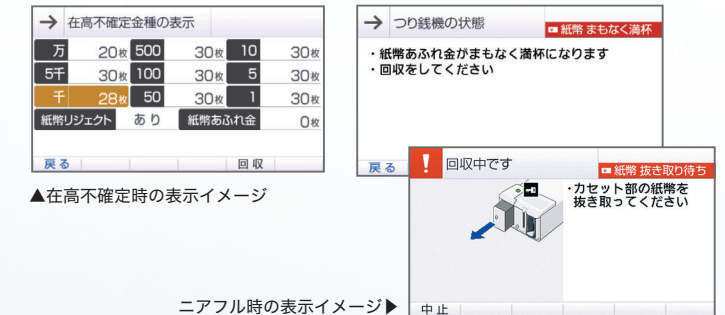 → 在高不確定金種の表示
万 20枚 500 30枚 10 30枚
5千 30枚 100 30枚 5 30枚
千 28枚 50 30枚 1 30枚
紙幣リジェクト あり 紙幣あふれ金 0枚
戻る 回収
▲在高不確定時の表示イメージ
→ つり銭機の状態
紙幣 まもなく満杯
・紙幣あふれ金がまもなく満杯になります
・回収をしてください
戻る
! 回収中です
紙幣 抜き取り待ち
・カセット部の紙幣を
抜き取ってください
中止
ニアフル時の表示イメージ▶